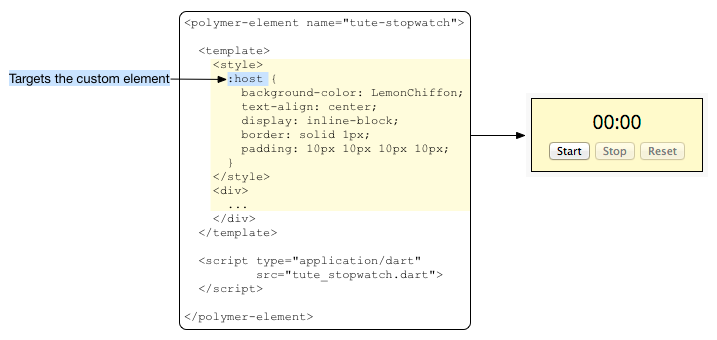 <polymer-element name="tute-stopwatch">
<template>
<style>
Targets the custom element
:host {
background-color: LemonChiffon;
text-align: center;
display: inline-block;
border: solid 1px;
padding: 10px 10px 10px 10px;
}
</style>
<div>
...
</div>
</template>
<script type="application/dart"
src="tute_stopwatch.dart">
</script>
</polymer-element>
00:00
Start Stop Reset